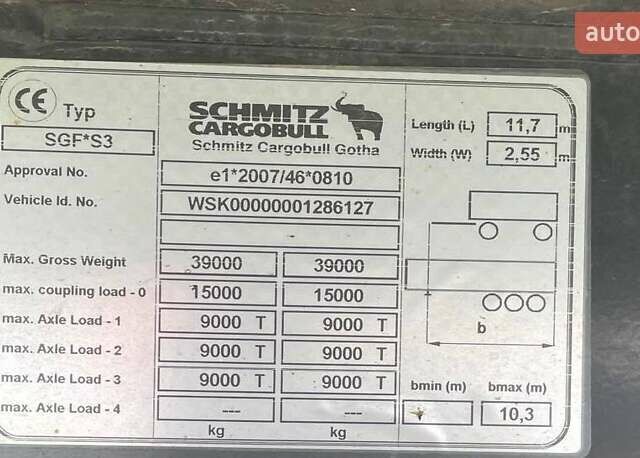 auto
CE Typ
SGF*S3
SCHMITZ
CARGOBULL
Schmitz Cargobull Gotha
Length (L) 11,7 m
Width (W) 2,55 m
Approval No. e1*2007/46*0810
Vehicle Id. No. WSK00000001286127
Max. Gross Weight 39000 39000
max. coupling load - 0 15000 15000
max. Axle Load - 1 9000 T 9000 T
max. Axle Load - 2 9000 T 9000 T
max. Axle Load - 3 9000 T 9000 T
max. Axle Load - 4 --- ---
kg kg
b
bmin (m) bmax (m)
10,3